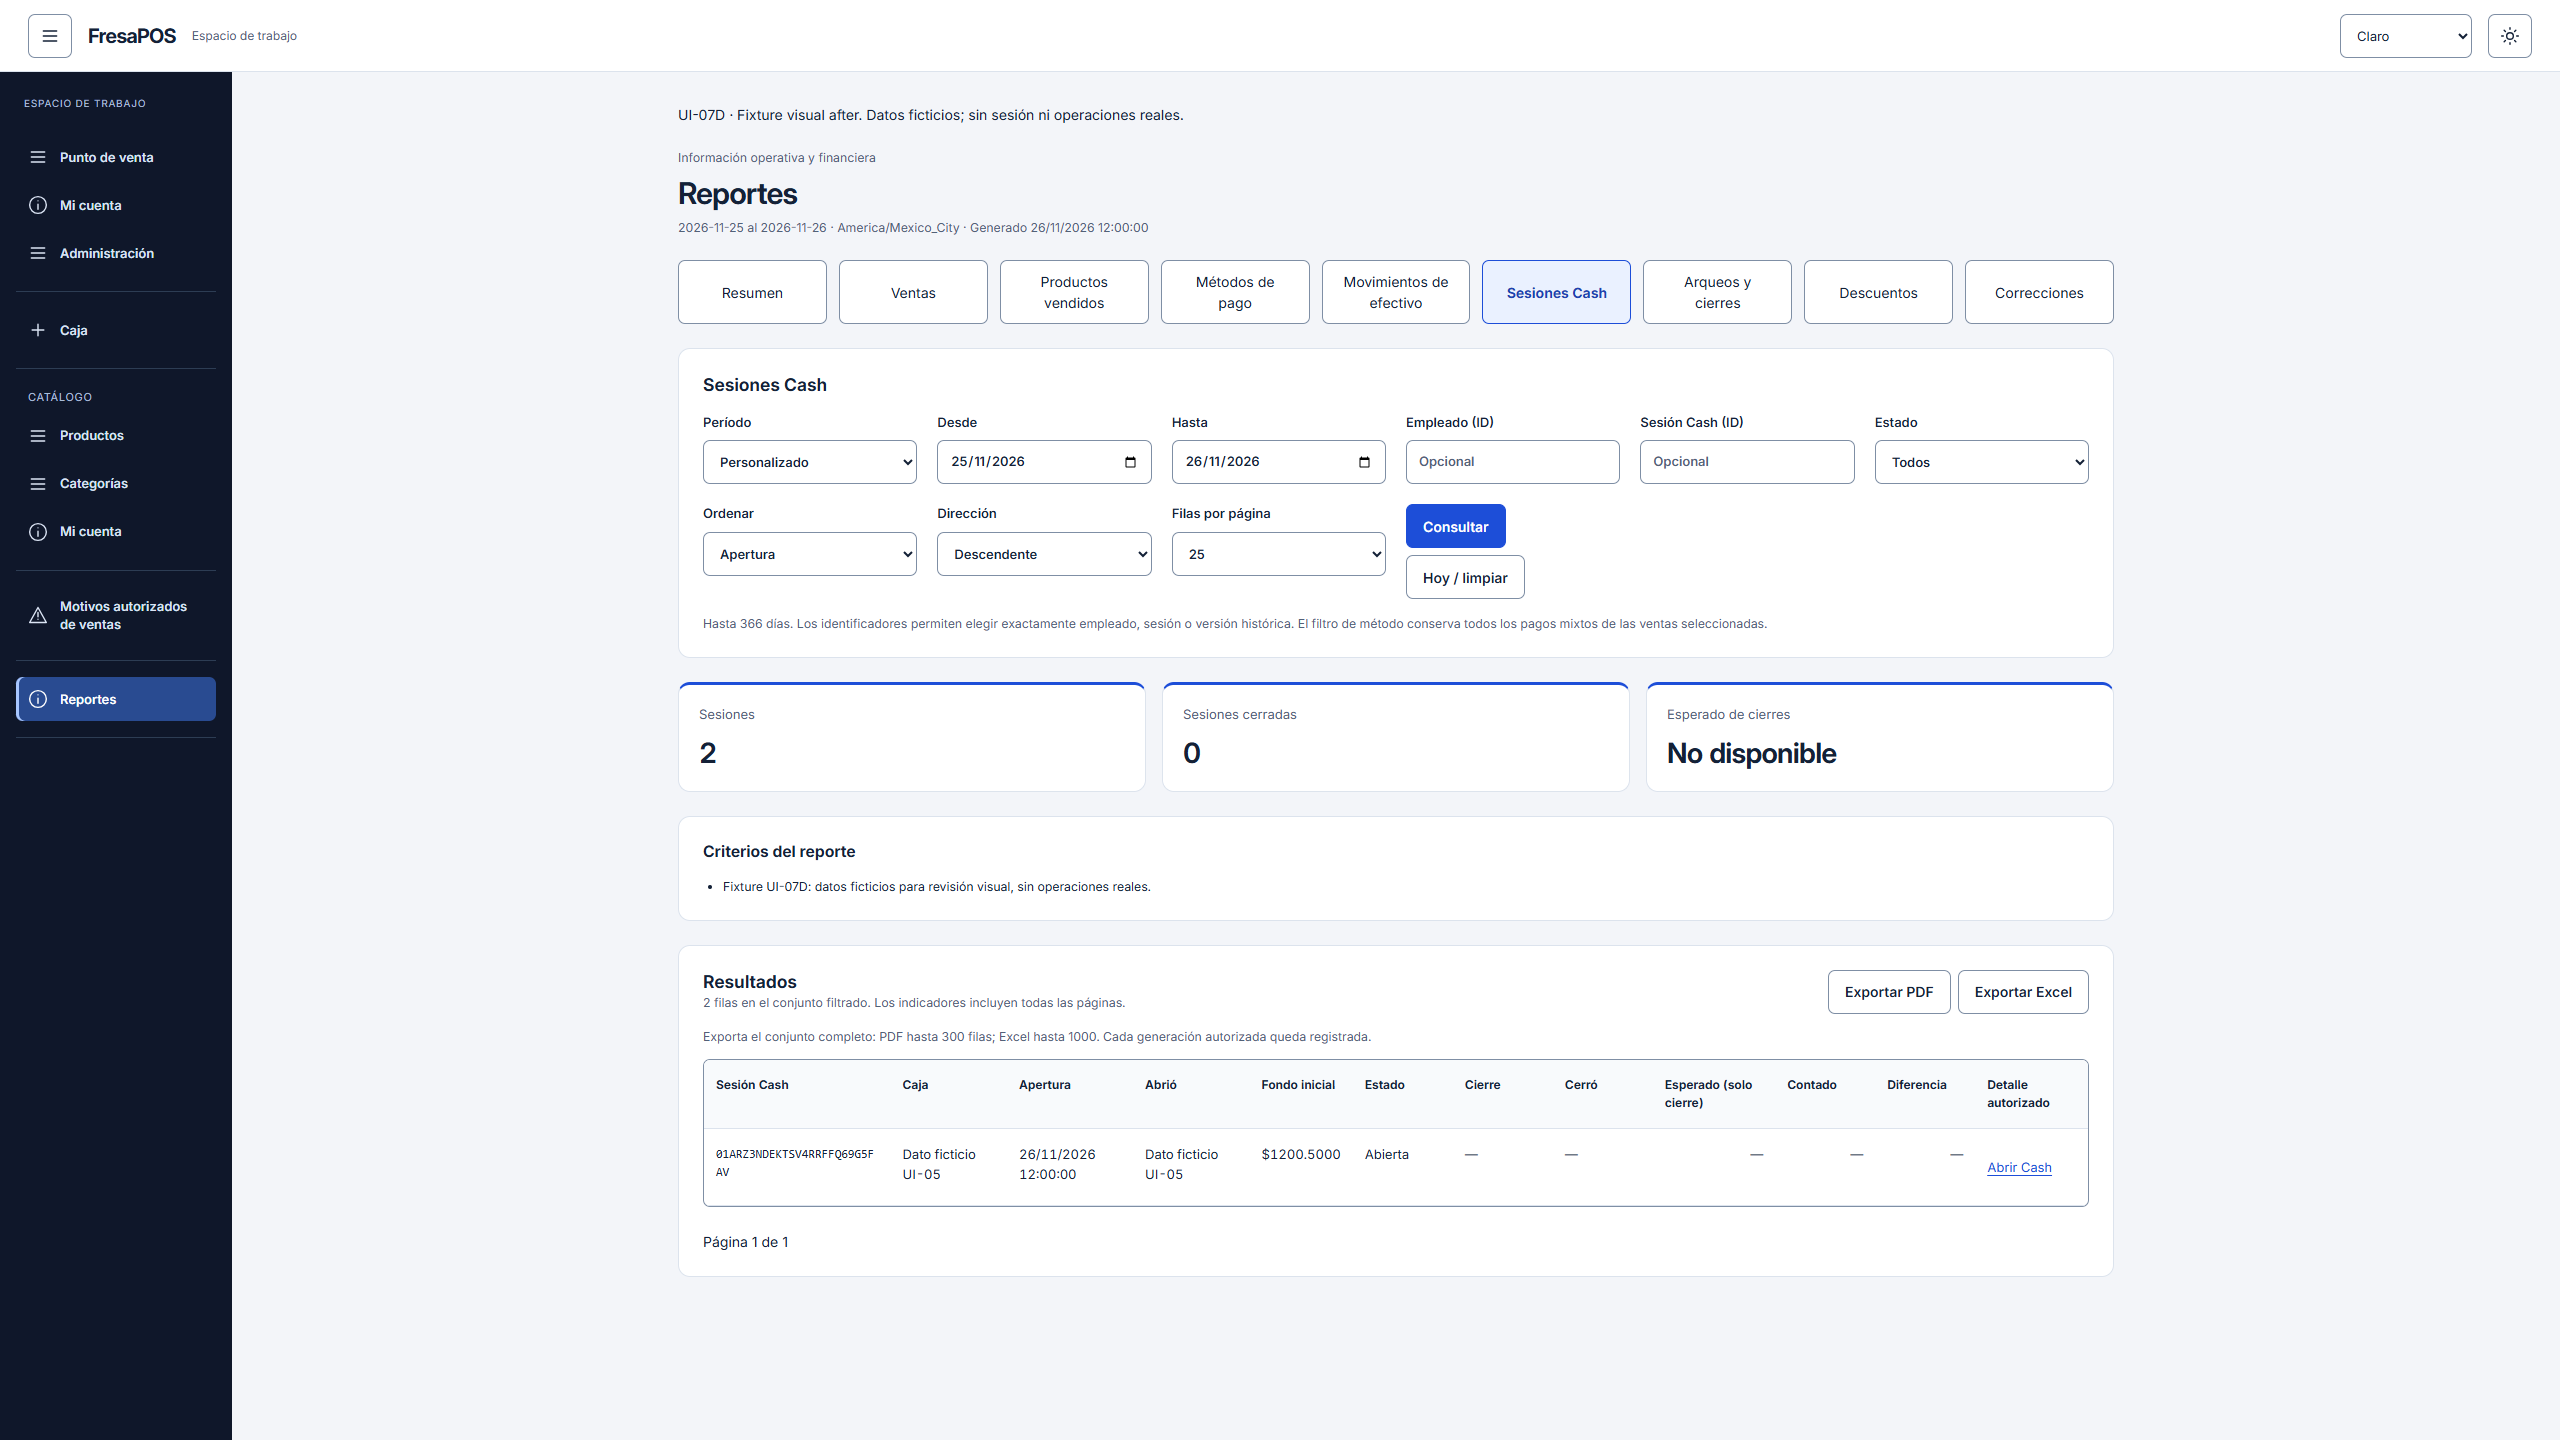 FresaPOS
Espacio de trabajo
Claro
ESPACIO DE TRABAJO
Punto de venta
Mi cuenta
Administración
Caja
CATÁLOGO
Productos
Categorías
Mi cuenta
Motivos autorizados
de ventas
Reportes
UI-07D · Fixture visual after. Datos ficticios; sin sesión ni operaciones reales.
Información operativa y financiera
Reportes
2026-11-25 al 2026-11-26 · America/Mexico_City · Generado 26/11/2026 12:00:00
Resumen
Ventas
Productos
vendidos
Métodos de
pago
Movimientos de
efectivo
Sesiones Cash
Arqueos y
cierres
Descuentos
Correcciones
Sesiones Cash
Período
Desde
Hasta
Empleado (ID)
Sesión Cash (ID)
Estado
Personalizado
25/11/2026
26/11/2026
Opcional
Opcional
Todos
Ordenar
Dirección
Filas por página
Apertura
Descendente
25
Consultar
Hoy / limpiar
Hasta 366 días. Los identificadores permiten elegir exactamente empleado, sesión o versión histórica. El filtro de método conserva todos los pagos mixtos de las ventas seleccionadas.
Sesiones
2
Sesiones cerradas
0
Esperado de cierres
No disponible
Criterios del reporte
• Fixture UI-07D: datos ficticios para revisión visual, sin operaciones reales.
Resultados
2 filas en el conjunto filtrado. Los indicadores incluyen todas las páginas.
Exportar PDF
Exportar Excel
Exporta el conjunto completo: PDF hasta 300 filas; Excel hasta 1000. Cada generación autorizada queda registrada.
Sesión Cash
Caja
Apertura
Abrió
Fondo inicial
Estado
Cierre
Cerró
Esperado (solo
cierre)
Contado
Diferencia
Detalle
autorizado
01ARZ3NDEKTSV4RRFFQ69G5F
AV
Dato ficticio
UI-05
26/11/2026
12:00:00
Dato ficticio
UI-05
$1200.5000
Abierta
—
—
—
—
—
Abrir Cash
Página 1 de 1